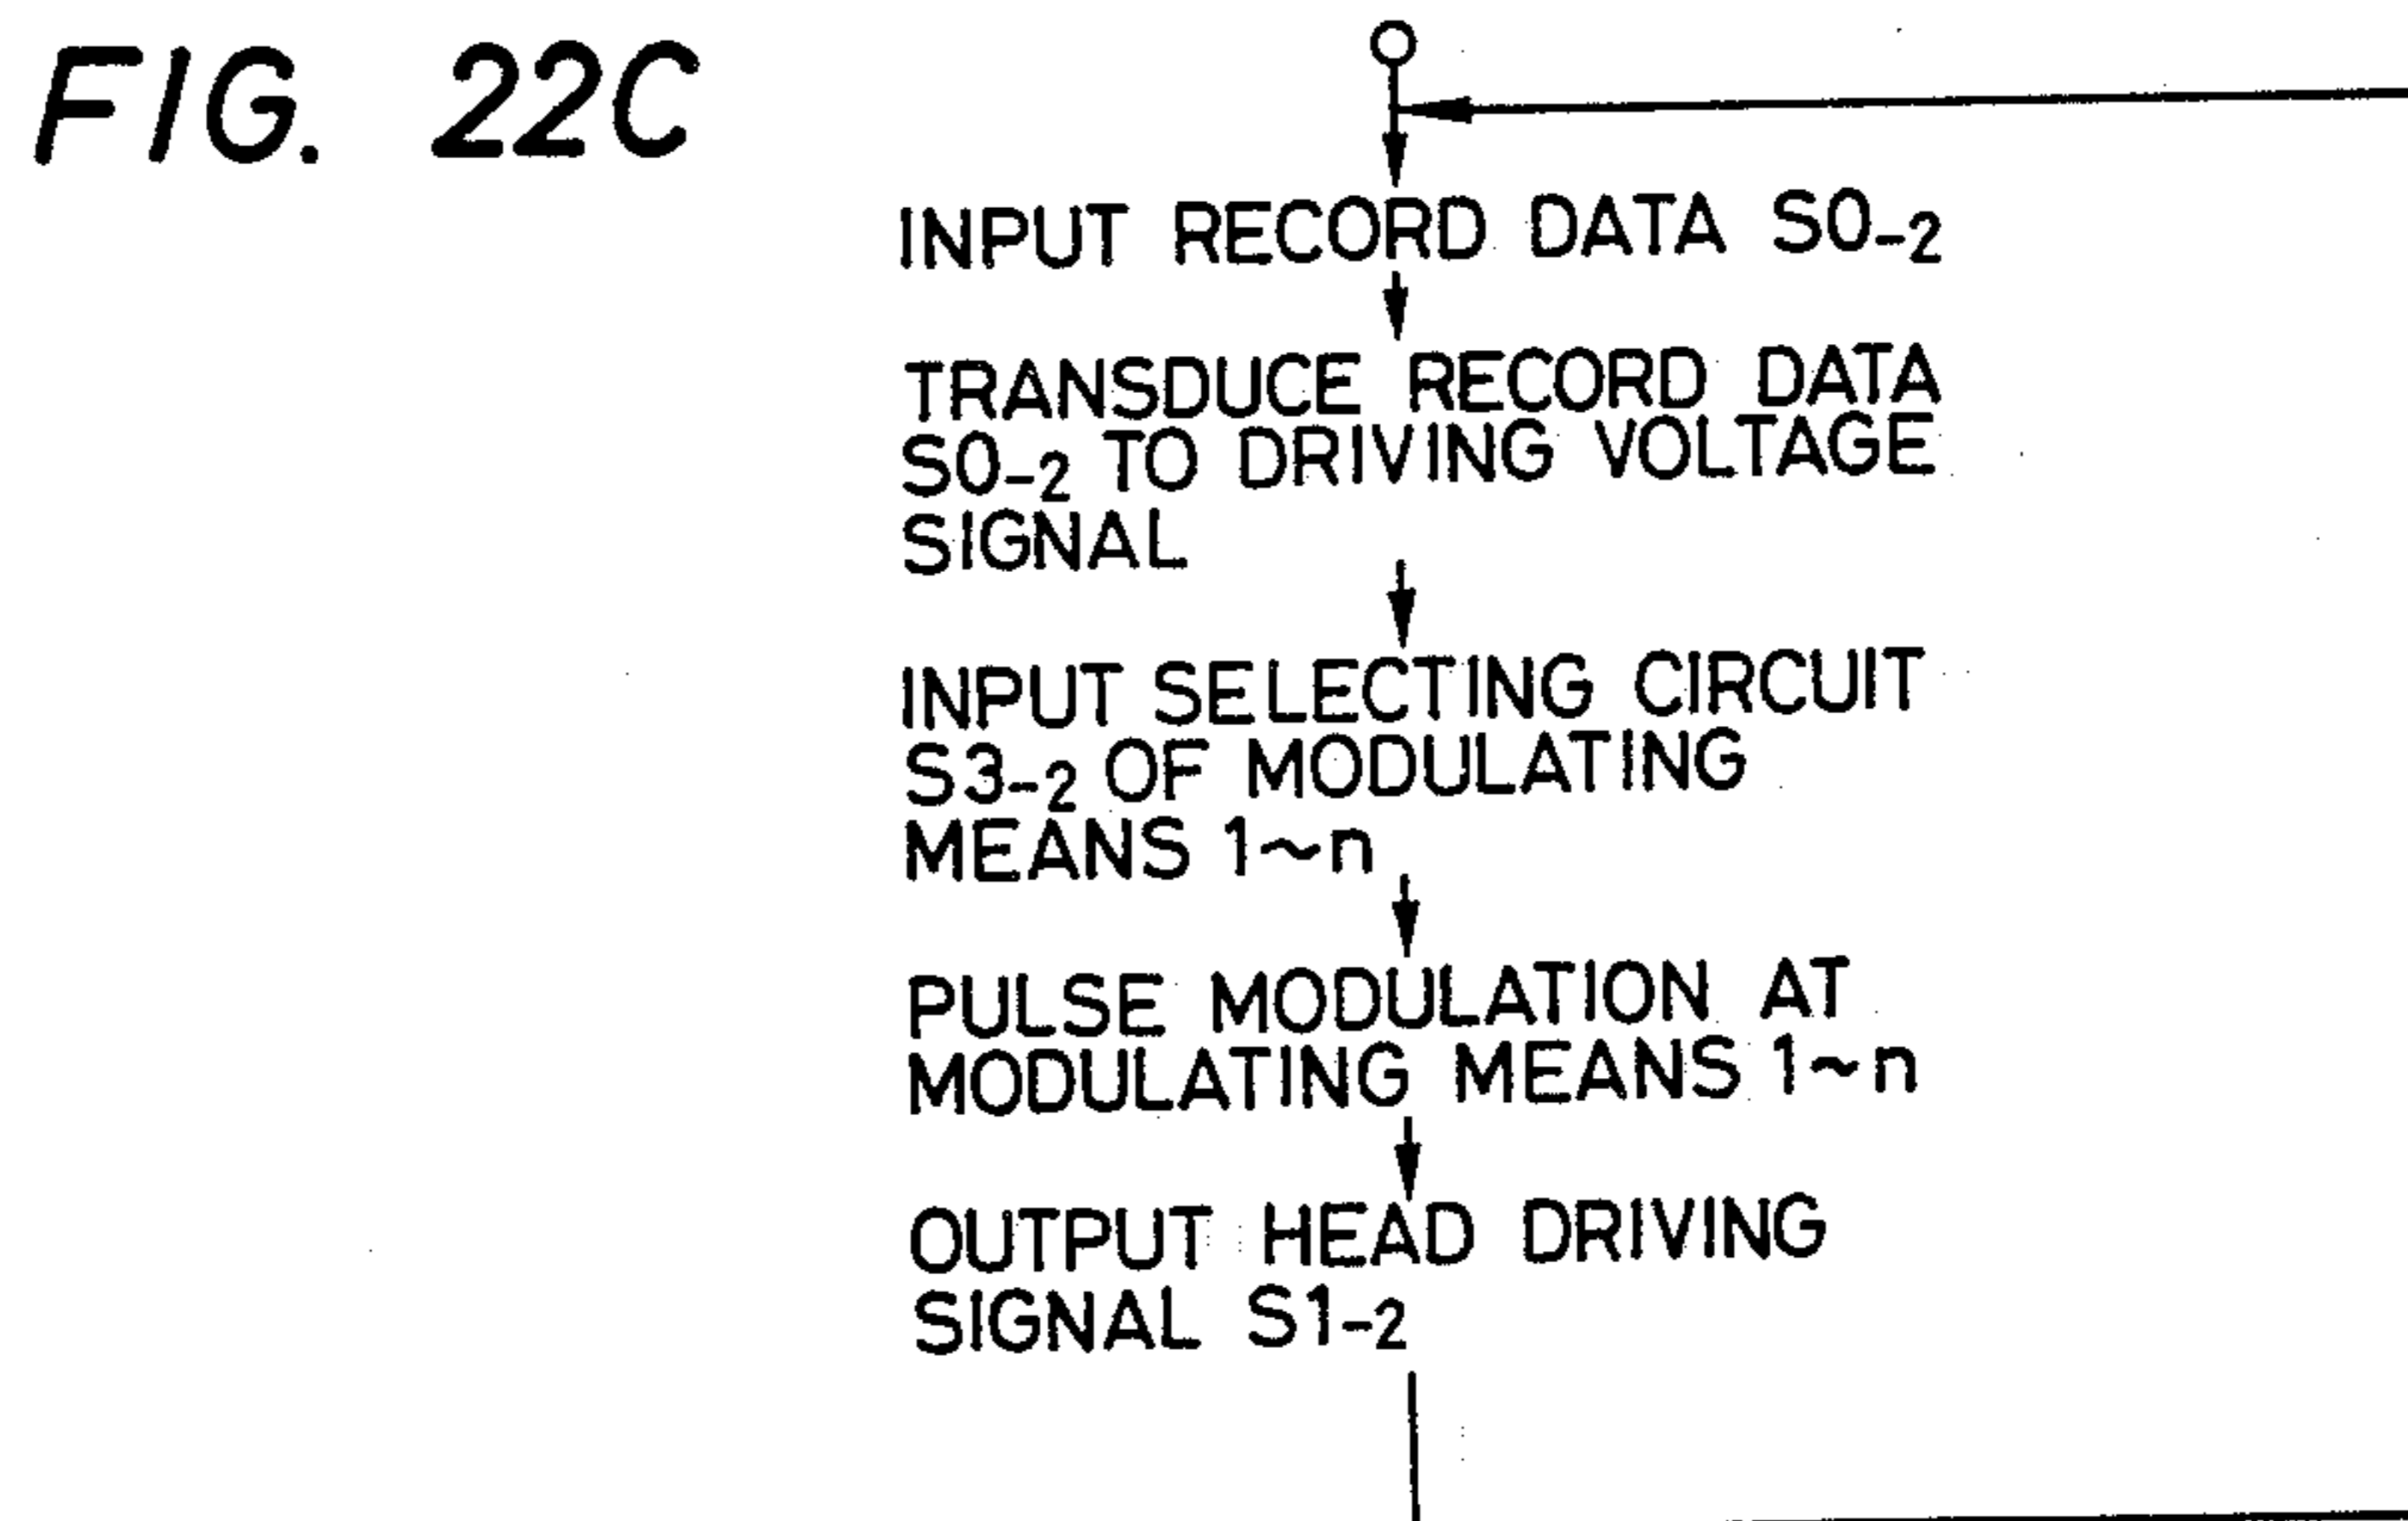 FIG. 22C
INPUT RECORD DATA S0-2
TRANSDUCE RECORD DATA
S0-2 TO DRIVING VOLTAGE
SIGNAL
INPUT SELECTING CIRCUIT
S3-2 OF MODULATING
MEANS 1~n
PULSE MODULATION AT
MODULATING MEANS 1~n
OUTPUT HEAD DRIVING
SIGNAL S1-2